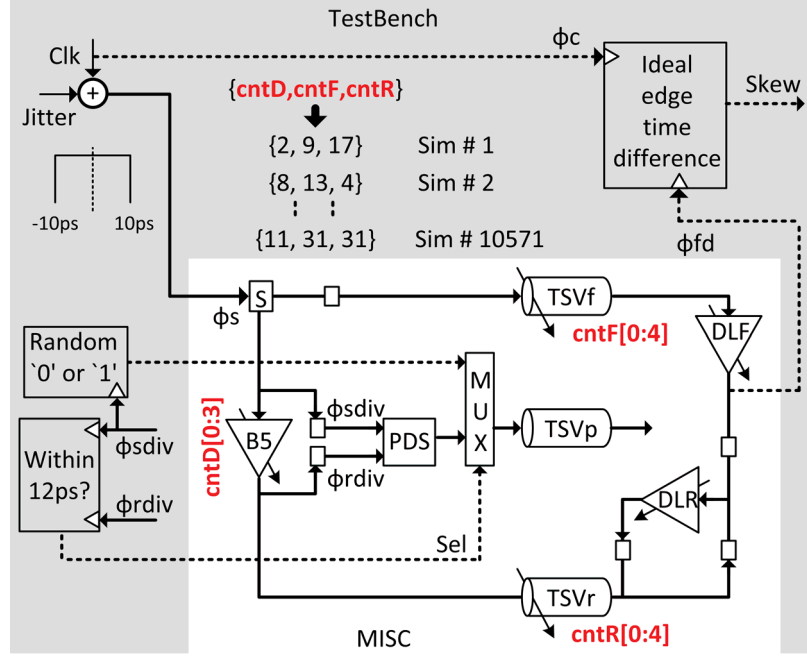 TestBench
Clk
ϕc
Jitter
-10ps
10ps
{cntD,cntF,cntR}
{2, 9, 17}
Sim # 1
{8, 13, 4}
Sim # 2
{11, 31, 31}
Sim # 10571
Ideal
edge
time
difference
Skew
ϕfd
S
ϕs
TSVf
cntF[0:4]
DLF
Random
`0' or `1'
Within
12ps?
ϕsdiv
ϕrdiv
cntD[0:3]
B5
ϕsdiv
ϕrdiv
PDS
MUX
TSVp
Sel
DLR
TSVr
cntR[0:4]
MISC